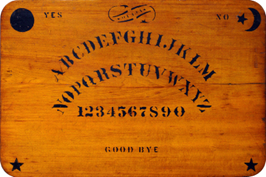 YES
NO
ABCDEFGHIJKLM
NOPQRSTUVWXYZ
1234567890
GOOD BYE